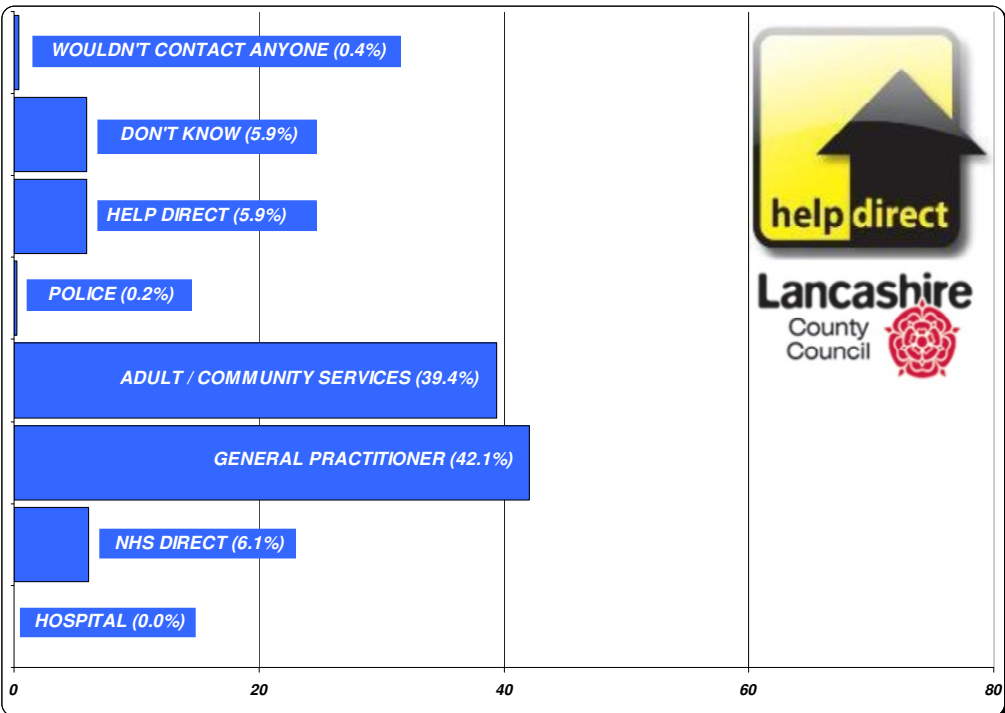 WOULDN'T CONTACT ANYONE (0.4%)
DON'T KNOW (5.9%)
HELP DIRECT (5.9%)
POLICE (0.2%)
ADULT / COMMUNITY SERVICES (39.4%)
GENERAL PRACTITIONER (42.1%)
NHS DIRECT (6.1%)
HOSPITAL (0.0%)
0 20 40 60 80
help direct
Lancashire
County
Council